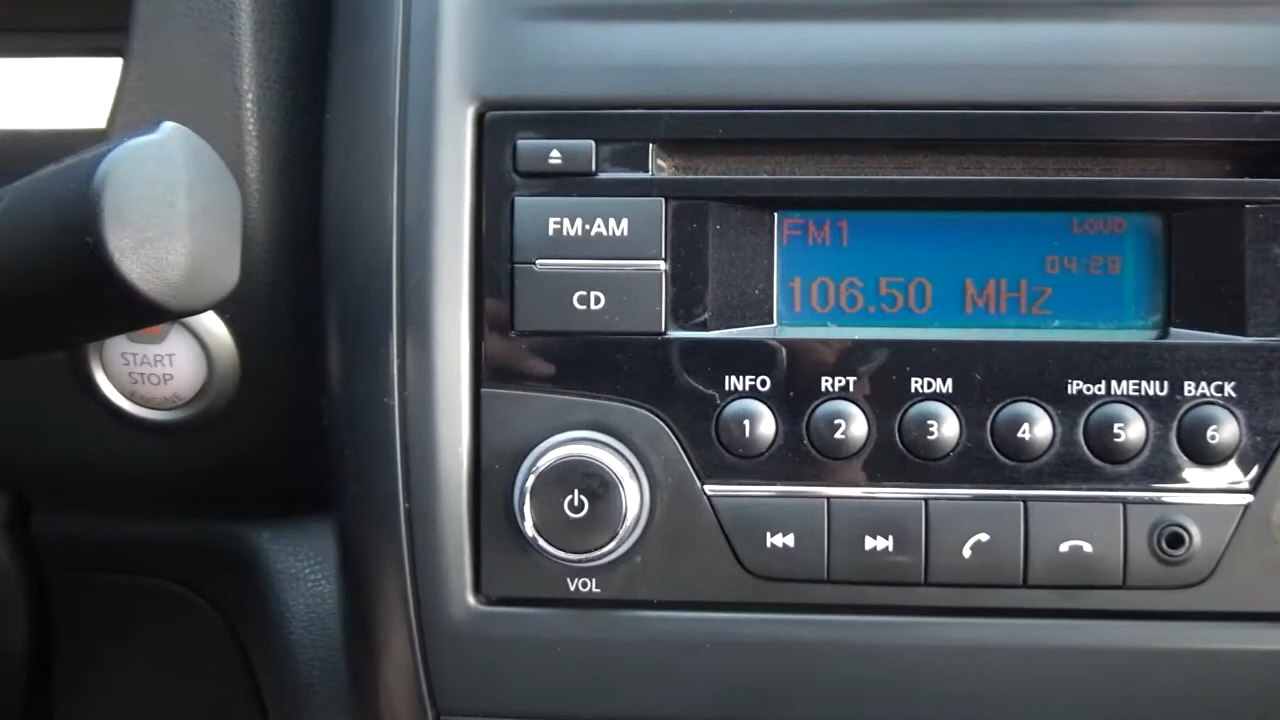 FM·AM
CD
FM1
LOUD
04:29
106.50 MHz
START
STOP
ENGINE
INFO
RPT
RDM
iPod MENU
BACK
1
2
3
4
5
6
VOL